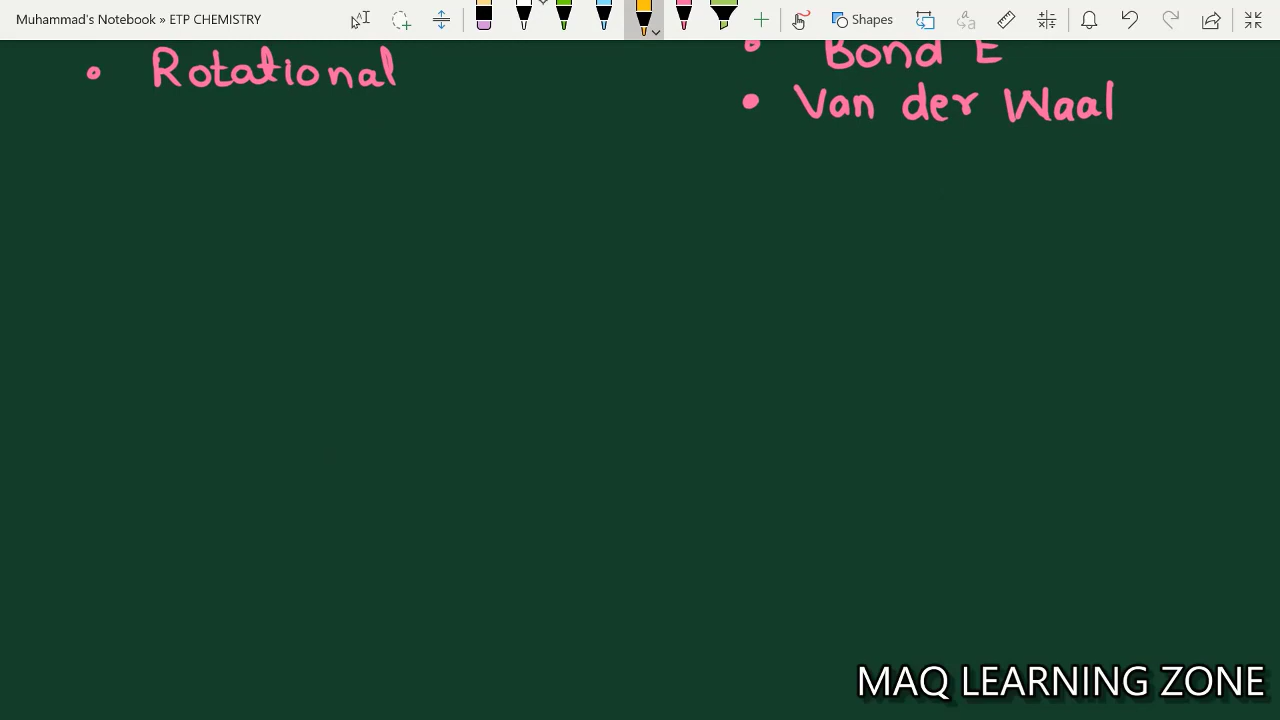 Muhammad's Notebook » ETP CHEMISTRY
Shapes
• Rotational
• Bond E
• Van der Waal
MAQ LEARNING ZONE